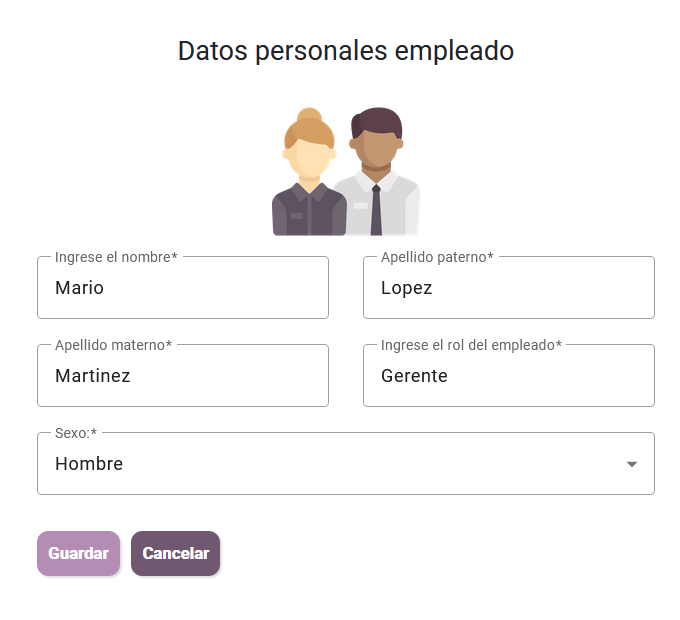 Datos personales empleado
Ingrese el nombre*
Mario
Apellido paterno*
Lopez
Apellido materno*
Martinez
Ingrese el rol del empleado*
Gerente
Sexo:*
Hombre
Guardar
Cancelar